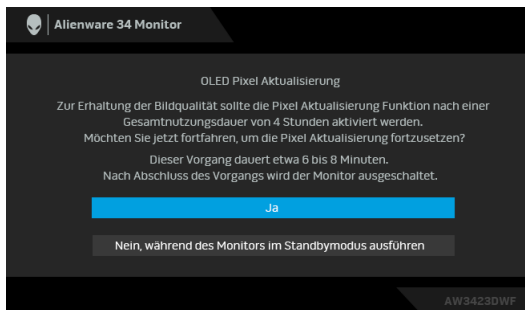 Alienware 34 Monitor
OLED Pixel Aktualisierung
Zur Erhaltung der Bildqualität sollte die Pixel Aktualisierung Funktion nach einer
Gesamtnutzungsdauer von 4 Stunden aktiviert werden.
Möchten Sie jetzt fortfahren, um die Pixel Aktualisierung fortzusetzen?
Dieser Vorgang dauert etwa 6 bis 8 Minuten.
Nach Abschluss des Vorgangs wird der Monitor ausgeschaltet.
Ja
Nein, während des Monitors im Standbymodus ausführen
AW3423DWF